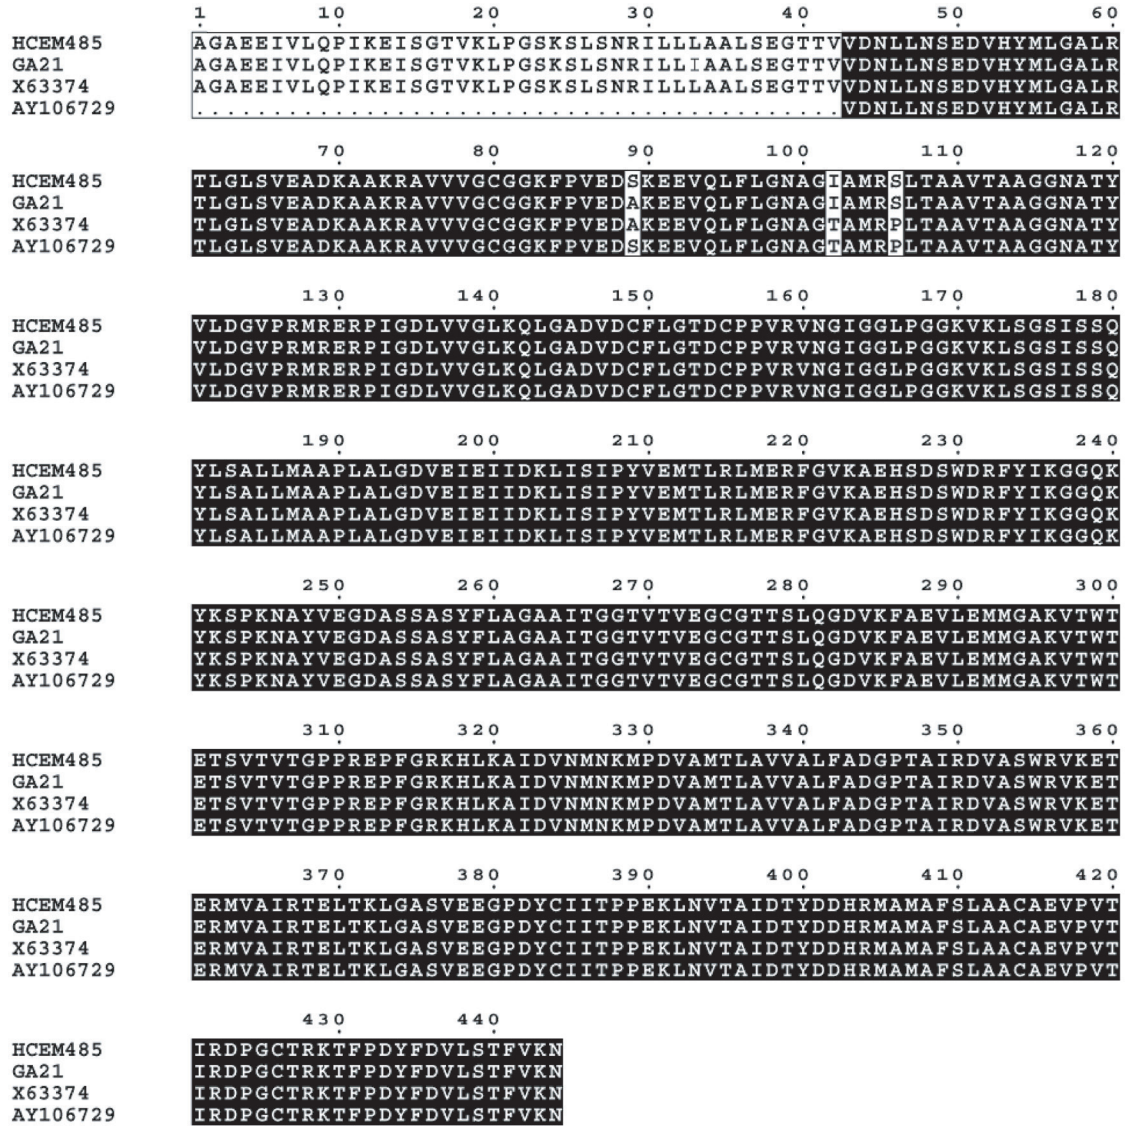 1 10 20 30 40 50 60
HCEM485 AGAEEIVLQPIKEISGTVKLPGSKSLSNRILLLAALSEGTTVVDNLLNSEDVHYMLGALR
GA21 AGAEEIVLQPIKEISGTVKLPGSKSLSNRILLIAALSEGTTVVDNLLNSEDVHYMLGALR
X63374 AGAEEIVLQPIKEISGTVKLPGSKSLSNRILLLAALSEGTTVVDNLLNSEDVHYMLGALR
AY106729 ..........................................VDNLLNSEDVHYMLGALR
70 80 90 100 110 120
HCEM485 TLGLSVEADKAAKRAVVVGCGGKFPVEDSKEEVQLFLGNAGIAMRSLTAAVTAAGGNATY
GA21 TLGLSVEADKAAKRAVVVGCGGKFPVEDAKEEVQLFLGNAGIAMRSLTAAVTAAGGNATY
X63374 TLGLSVEADKAAKRAVVVGCGGKFPVEDAKEEVQLFLGNAGTAMRPLTAAVTAAGGNATY
AY106729 TLGLSVEADKAAKRAVVVGCGGKFPVEDSKEEVQLFLGNAGTAMRPLTAAVTAAGGNATY
130 140 150 160 170 180
HCEM485 VLDGVPRMRERPIGDLVVGLKQLGADVDCFLGTDCPPVRVNGIGGLPGGKVKLSGSISSQ
GA21 VLDGVPRMRERPIGDLVVGLKQLGADVDCFLGTDCPPVRVNGIGGLPGGKVKLSGSISSQ
X63374 VLDGVPRMRERPIGDLVVGLKQLGADVDCFLGTDCPPVRVNGIGGLPGGKVKLSGSISSQ
AY106729 VLDGVPRMRERPIGDLVVGLKQLGADVDCFLGTDCPPVRVNGIGGLPGGKVKLSGSISSQ
190 200 210 220 230 240
HCEM485 YLSALLMAAPLALGDVEIEIIDKLISIPYVEMTLRLMERFGVKAEHSDSWDRFYIKGGQK
GA21 YLSALLMAAPLALGDVEIEIIDKLISIPYVEMTLRLMERFGVKAEHSDSWDRFYIKGGQK
X63374 YLSALLMAAPLALGDVEIEIIDKLISIPYVEMTLRLMERFGVKAEHSDSWDRFYIKGGQK
AY106729 YLSALLMAAPLALGDVEIEIIDKLISIPYVEMTLRLMERFGVKAEHSDSWDRFYIKGGQK
250 260 270 280 290 300
HCEM485 YKSPKNAYVEGDASSASYFLAGAAITGGTVTVEGCGTTSLQGDVKFAEVLEMMGAKVTWT
GA21 YKSPKNAYVEGDASSASYFLAGAAITGGTVTVEGCGTTSLQGDVKFAEVLEMMGAKVTWT
X63374 YKSPKNAYVEGDASSASYFLAGAAITGGTVTVEGCGTTSLQGDVKFAEVLEMMGAKVTWT
AY106729 YKSPKNAYVEGDASSASYFLAGAAITGGTVTVEGCGTTSLQGDVKFAEVLEMMGAKVTWT
310 320 330 340 350 360
HCEM485 ETSVTVTGPPREPFGRKHLKAIDVNMNKMPDVAMTLAVVALFADGPTAIRDVASWRVKET
GA21 ETSVTVTGPPREPFGRKHLKAIDVNMNKMPDVAMTLAVVALFADGPTAIRDVASWRVKET
X63374 ETSVTVTGPPREPFGRKHLKAIDVNMNKMPDVAMTLAVVALFADGPTAIRDVASWRVKET
AY106729 ETSVTVTGPPREPFGRKHLKAIDVNMNKMPDVAMTLAVVALFADGPTAIRDVASWRVKET
370 380 390 400 410 420
HCEM485 ERMVAIRTELTKLGASVEEGPDYCIITPPEKLNVTAIDTYDDHRMAMAFSLAACAEVPVT
GA21 ERMVAIRTELTKLGASVEEGPDYCIITPPEKLNVTAIDTYDDHRMAMAFSLAACAEVPVT
X63374 ERMVAIRTELTKLGASVEEGPDYCIITPPEKLNVTAIDTYDDHRMAMAFSLAACAEVPVT
AY106729 ERMVAIRTELTKLGASVEEGPDYCIITPPEKLNVTAIDTYDDHRMAMAFSLAACAEVPVT
430 440
HCEM485 IRDPGCTRKTFPDYFDVLSTFVKN
GA21 IRDPGCTRKTFPDYFDVLSTFVKN
X63374 IRDPGCTRKTFPDYFDVLSTFVKN
AY106729 IRDPGCTRKTFPDYFDVLSTFVKN